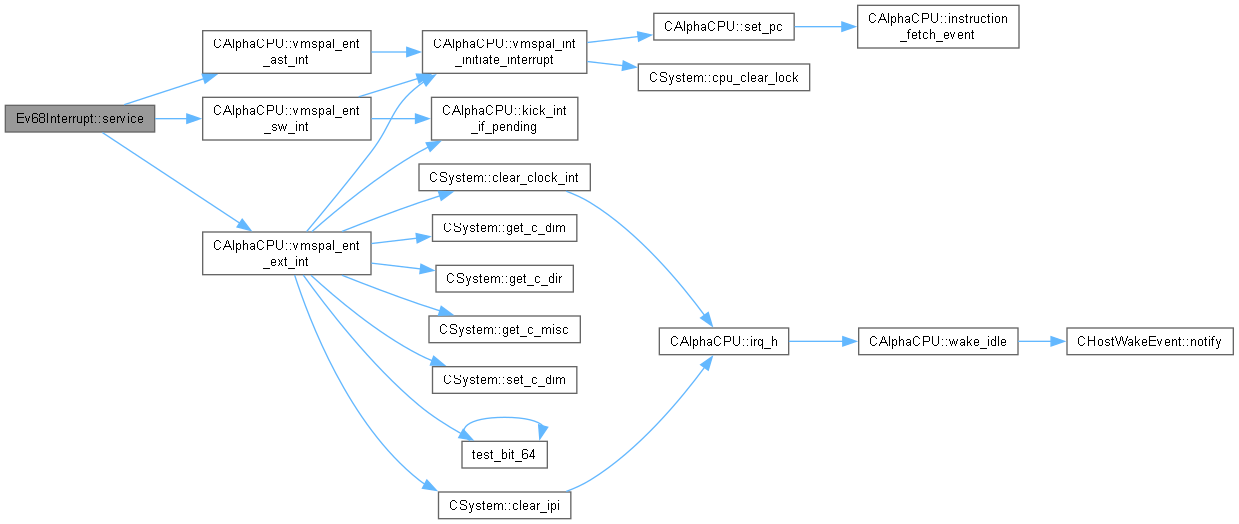 Ev68Interrupt::service
CAlphaCPU::vmspal_ent
_ast_int
CAlphaCPU::vmspal_ent
_sw_int
CAlphaCPU::vmspal_ent
_ext_int
CAlphaCPU::vmspal_int
_initiate_interrupt
CAlphaCPU::kick_int
_if_pending
CSystem::clear_clock_int
CSystem::get_c_dim
CSystem::get_c_dir
CSystem::get_c_misc
CSystem::set_c_dim
test_bit_64
CSystem::clear_ipi
CAlphaCPU::set_pc
CSystem::cpu_clear_lock
CAlphaCPU::irq_h
CAlphaCPU::instruction
_fetch_event
CAlphaCPU::wake_idle
CHostWakeEvent::notify